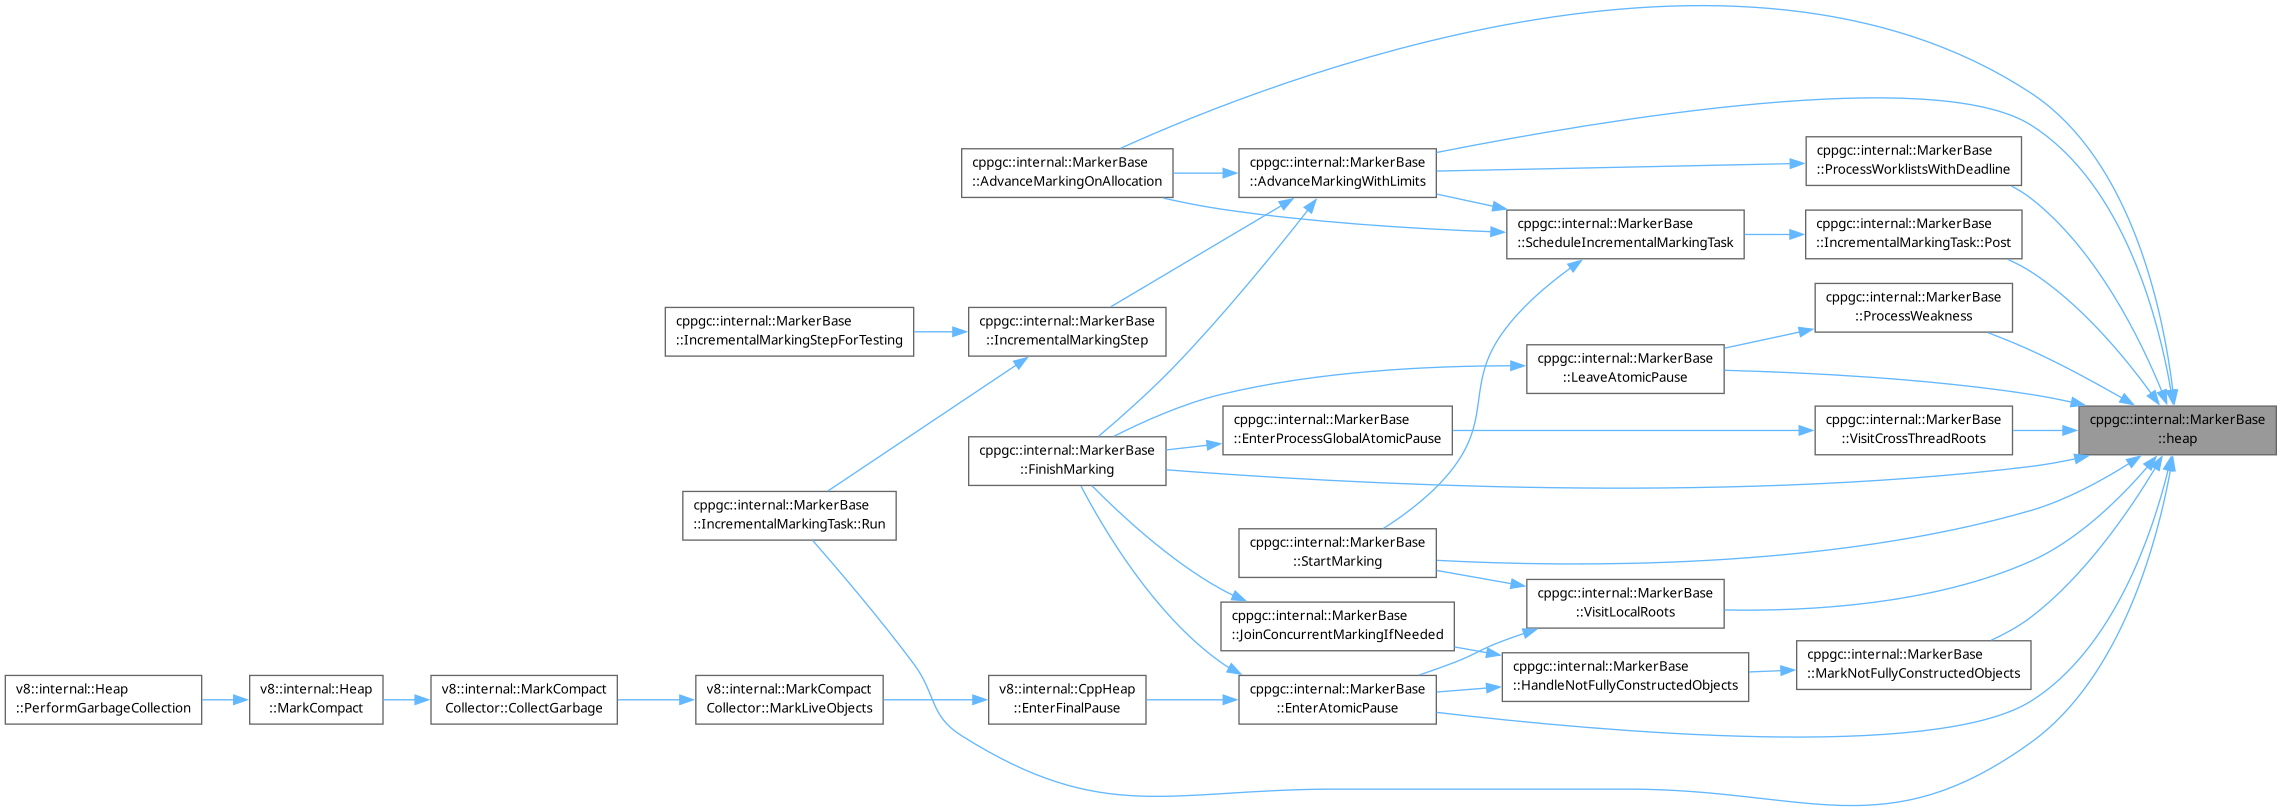 cppgc::internal::MarkerBase
::AdvanceMarkingOnAllocation
cppgc::internal::MarkerBase
::AdvanceMarkingWithLimits
cppgc::internal::MarkerBase
::ProcessWorklistsWithDeadline
cppgc::internal::MarkerBase
::ScheduleIncrementalMarkingTask
cppgc::internal::MarkerBase
::IncrementalMarkingTask::Post
cppgc::internal::MarkerBase
::ProcessWeakness
cppgc::internal::MarkerBase
::IncrementalMarkingStepForTesting
cppgc::internal::MarkerBase
::IncrementalMarkingStep
cppgc::internal::MarkerBase
::LeaveAtomicPause
cppgc::internal::MarkerBase
::EnterProcessGlobalAtomicPause
cppgc::internal::MarkerBase
::VisitCrossThreadRoots
cppgc::internal::MarkerBase
::heap
cppgc::internal::MarkerBase
::FinishMarking
cppgc::internal::MarkerBase
::IncrementalMarkingTask::Run
cppgc::internal::MarkerBase
::StartMarking
cppgc::internal::MarkerBase
::VisitLocalRoots
cppgc::internal::MarkerBase
::JoinConcurrentMarkingIfNeeded
cppgc::internal::MarkerBase
::HandleNotFullyConstructedObjects
cppgc::internal::MarkerBase
::MarkNotFullyConstructedObjects
v8::internal::Heap
::PerformGarbageCollection
v8::internal::Heap
::MarkCompact
v8::internal::MarkCompact
Collector::CollectGarbage
v8::internal::MarkCompact
Collector::MarkLiveObjects
v8::internal::CppHeap
::EnterFinalPause
cppgc::internal::MarkerBase
::EnterAtomicPause